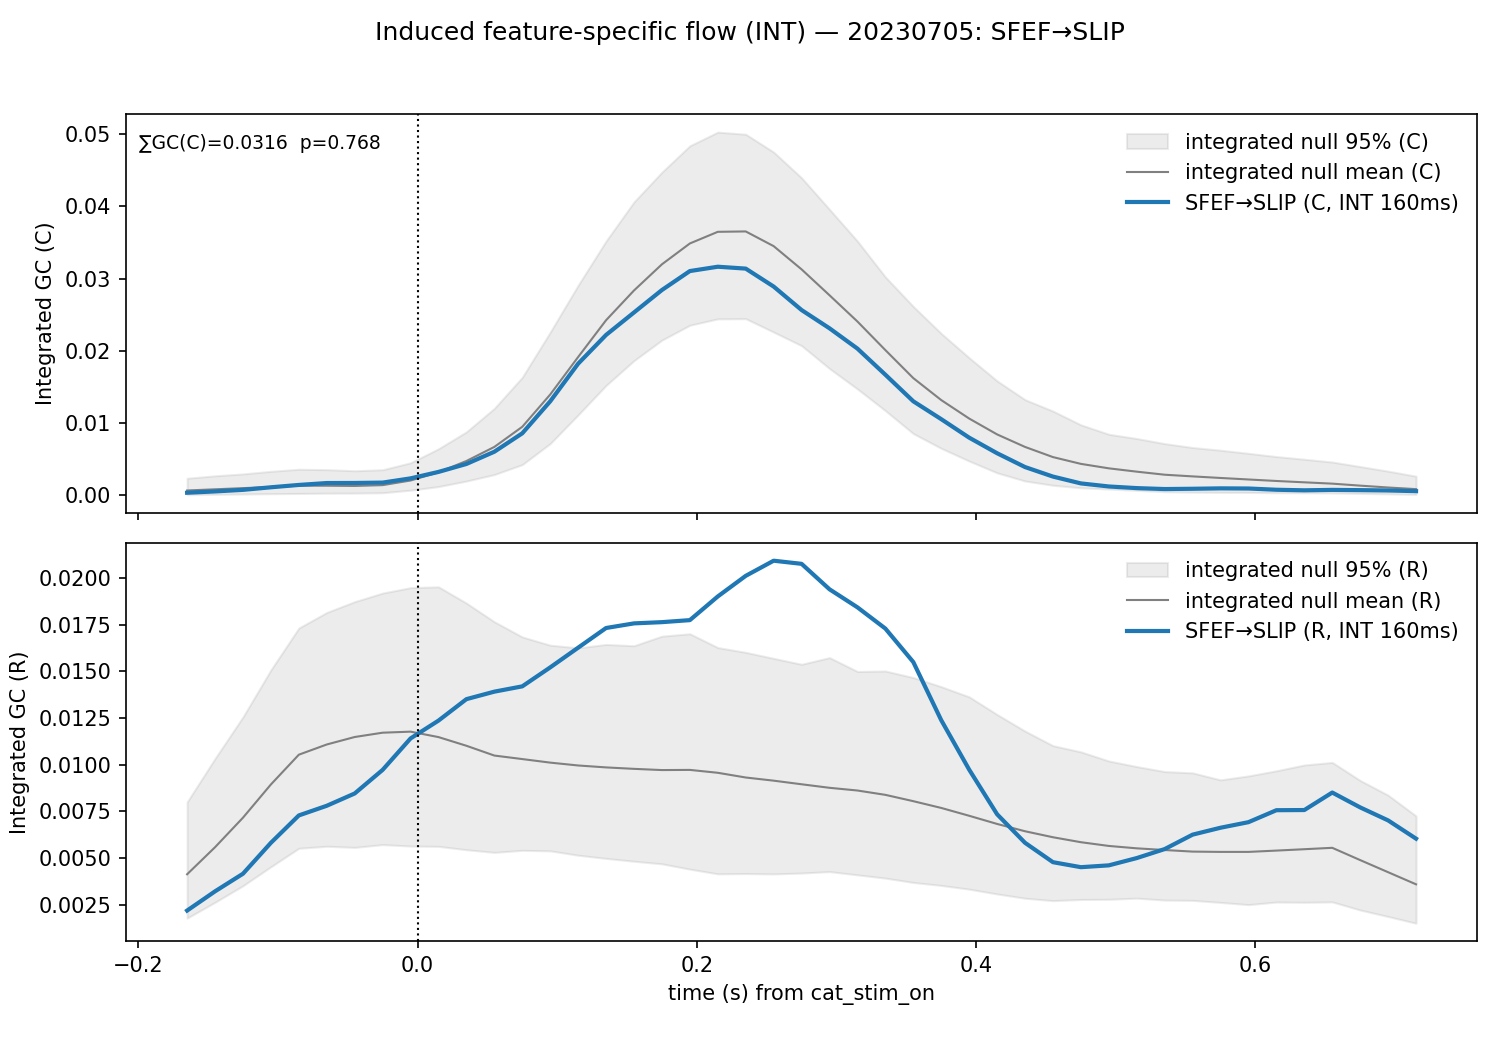 Induced feature-specific flow (INT) — 20230705: SFEF→SLIP
∑GC(C)=0.0316  p=0.768
integrated null 95% (C)
integrated null mean (C)
SFEF→SLIP (C, INT 160ms)
Integrated GC (C)
0.05
0.04
0.03
0.02
0.01
0.00
integrated null 95% (R)
integrated null mean (R)
SFEF→SLIP (R, INT 160ms)
Integrated GC (R)
0.0200
0.0175
0.0150
0.0125
0.0100
0.0075
0.0050
0.0025
−0.2 0.0 0.2 0.4 0.6
time (s) from cat_stim_on